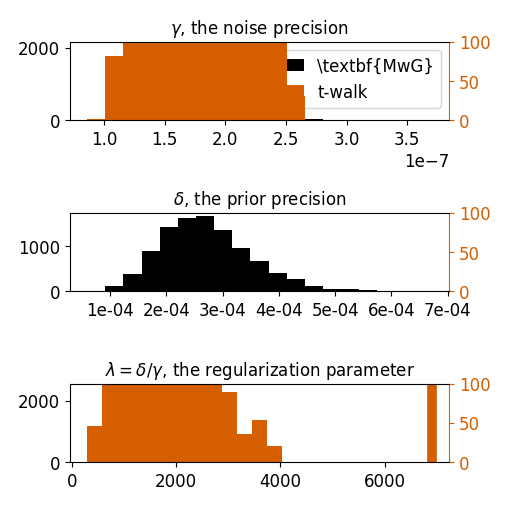 γ, the noise precision
2000
0
100
50
0
\textbf{MwG}
t-walk
1.0 1.5 2.0 2.5 3.0 3.5
1e-7
δ, the prior precision
1000
0
100
50
0
1e-04 2e-04 3e-04 4e-04 5e-04 6e-04 7e-04
λ = δ/γ, the regularization parameter
2000
0
100
50
0
0 2000 4000 6000